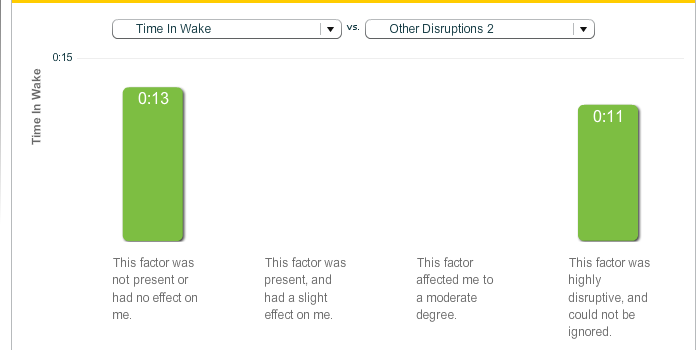 Time In Wake vs. Other Disruptions 2
0:15
Time In Wake
0:13
0:11
This factor was
not present or
had no effect on
me.
This factor was
present, and
had a slight
effect on me.
This factor
affected me to
a moderate
degree.
This factor was
highly
disruptive, and
could not be
ignored.